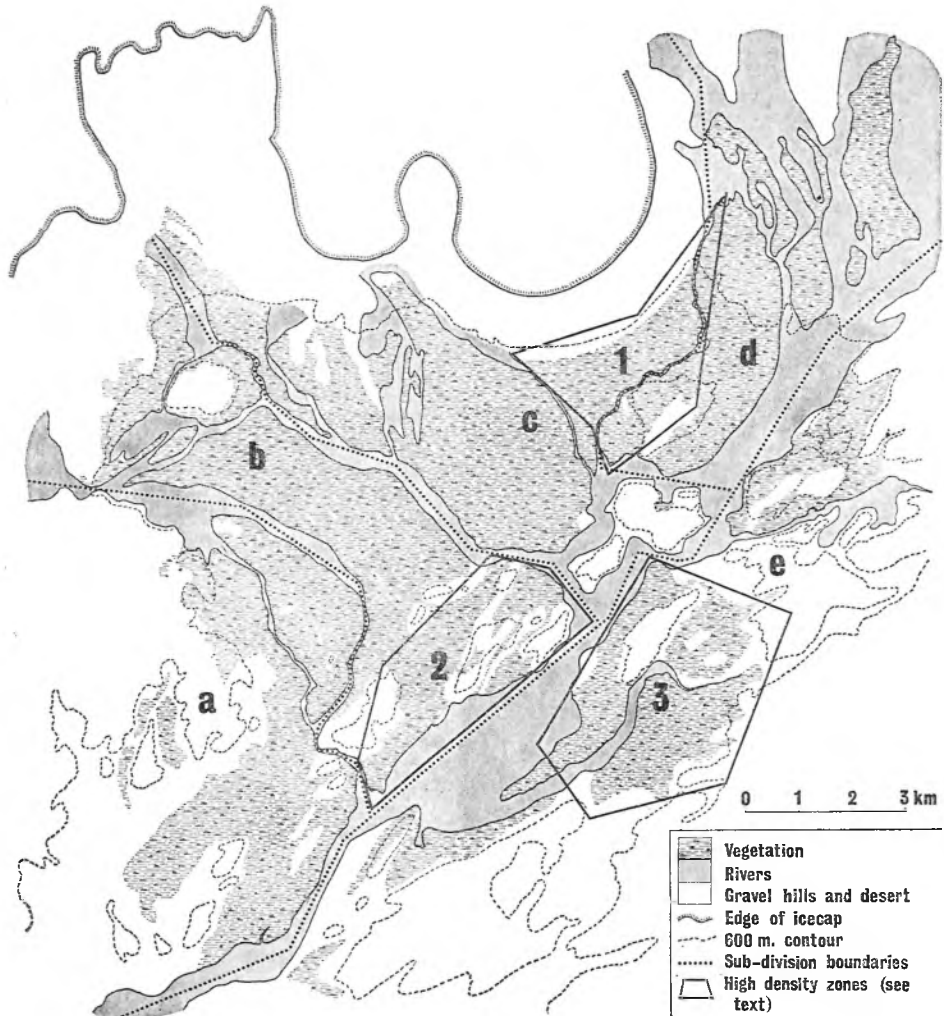 1
d
c
b
e
2
3
a
0 1 2 3 km
Vegetation
Rivers
Gravel hills and desert
Edge of icecap
600 m. contour
Sub-division boundaries
High density zones (see
text)